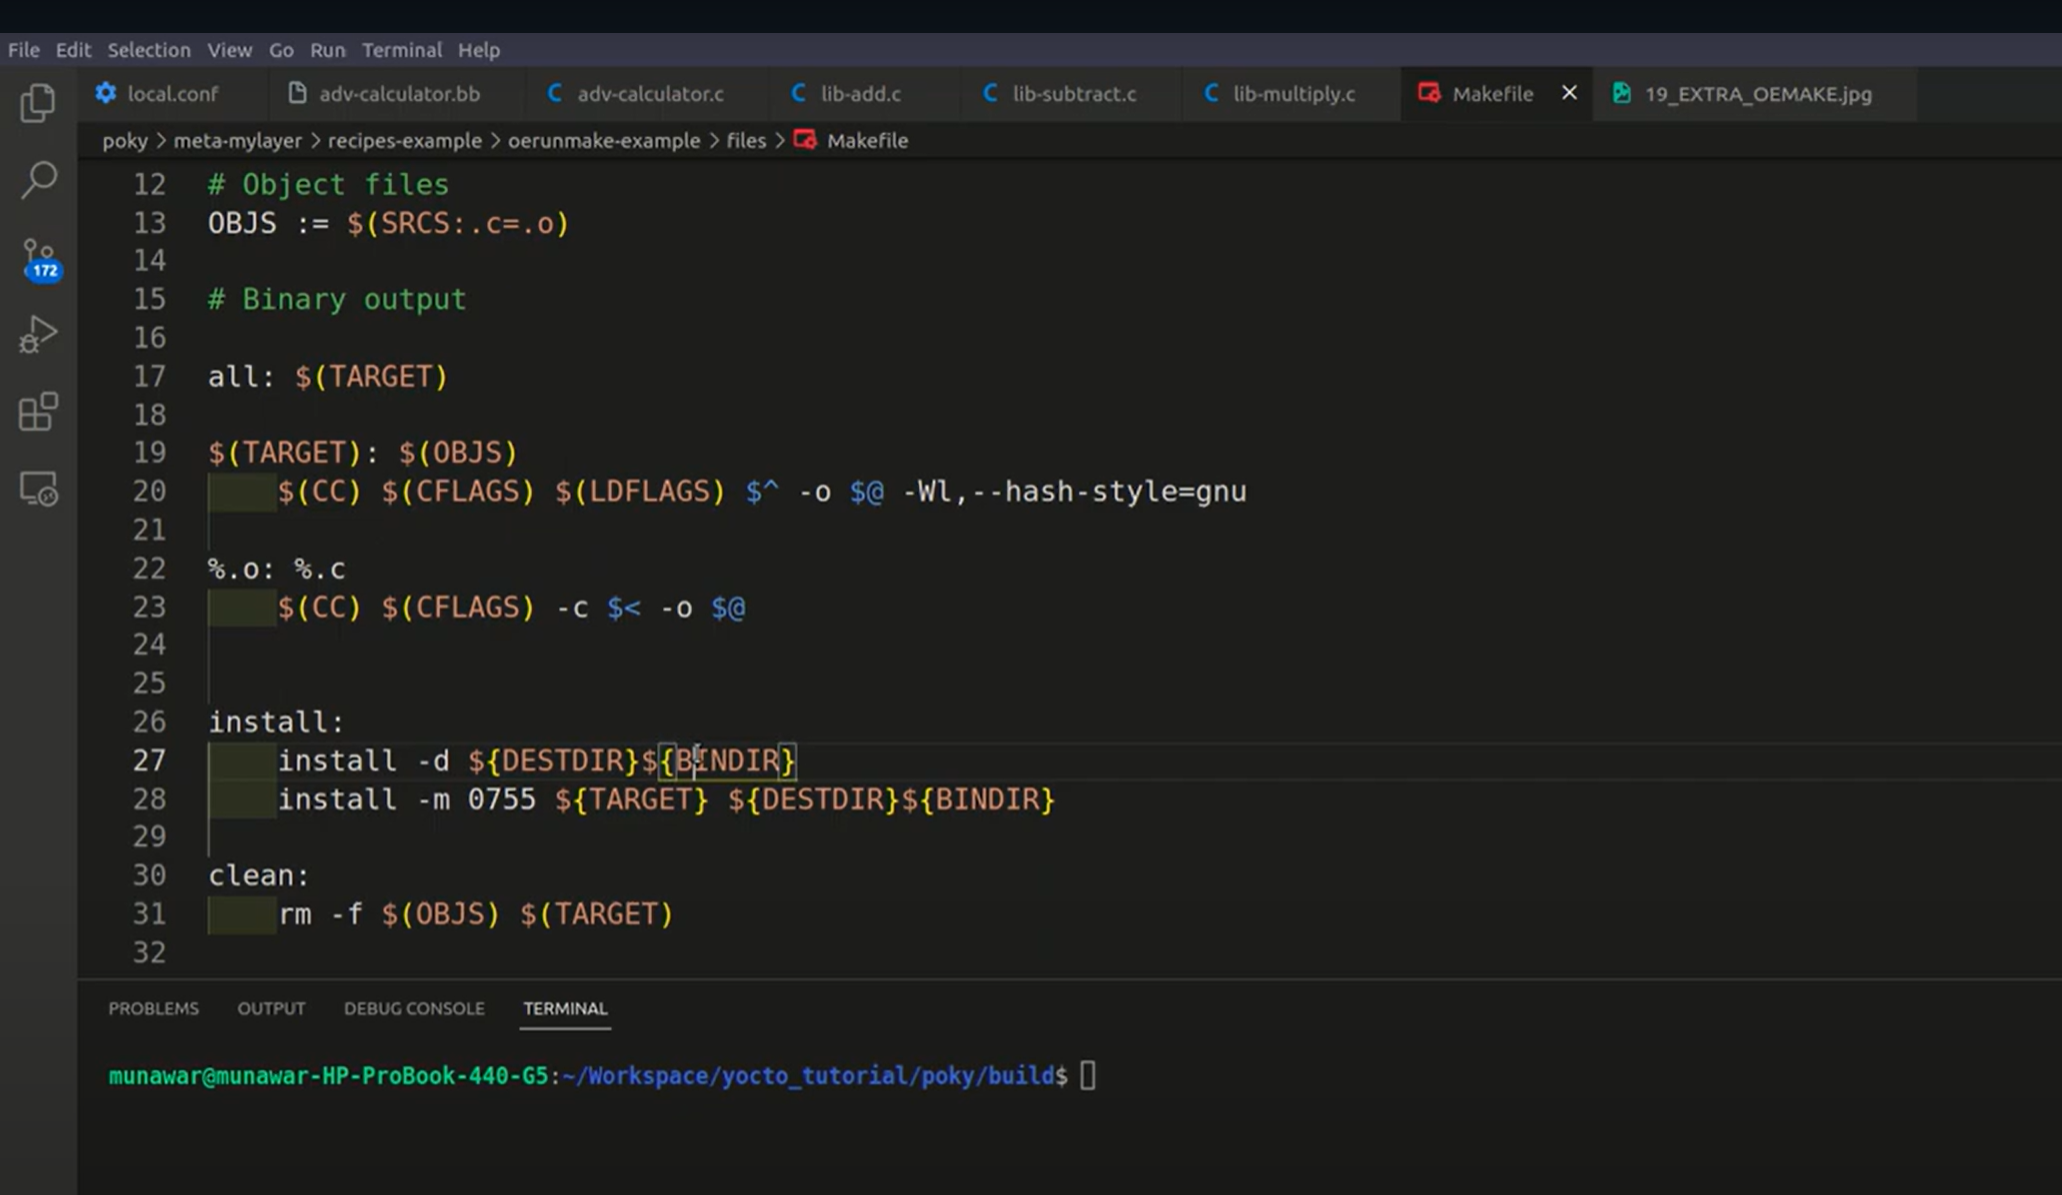 File Edit Selection View Go Run Terminal Help
local.conf adv-calculator.bb C adv-calculator.c C lib-add.c C lib-subtract.c C lib-multiply.c Makefile × 19_EXTRA_OEMAKE.jpg
poky > meta-mylayer > recipes-example > oerunmake-example > files > Makefile
172
12 # Object files
13 OBJS := $(SRCS:.c=.o)
14
15 # Binary output
16
17 all: $(TARGET)
18
19 $(TARGET): $(OBJS)
20 $(CC) $(CFLAGS) $(LDFLAGS) $^ -o $@ -Wl,--hash-style=gnu
21
22 %.o: %.c
23 $(CC) $(CFLAGS) -c $< -o $@
24
25
26 install:
27 install -d ${DESTDIR}${BINDIR}
28 install -m 0755 ${TARGET} ${DESTDIR}${BINDIR}
29
30 clean:
31 rm -f $(OBJS) $(TARGET)
32
PROBLEMS OUTPUT DEBUG CONSOLE TERMINAL
munawar@munawar-HP-ProBook-440-G5:~/Workspace/yocto_tutorial/poky/build$